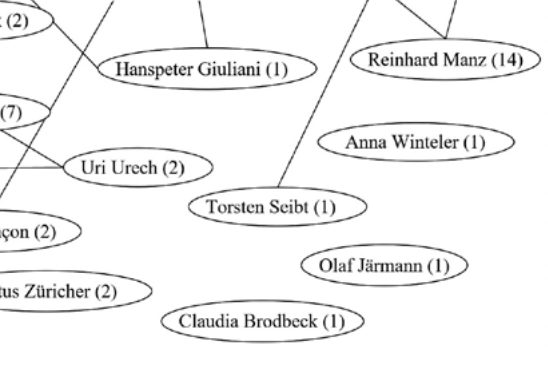 (2)
Hanspeter Giuliani (1)
Reinhard Manz (14)
(7)
Anna Winteler (1)
Uri Urech (2)
Torsten Seibt (1)
çon (2)
Olaf Järmann (1)
tus Züricher (2)
Claudia Brodbeck (1)